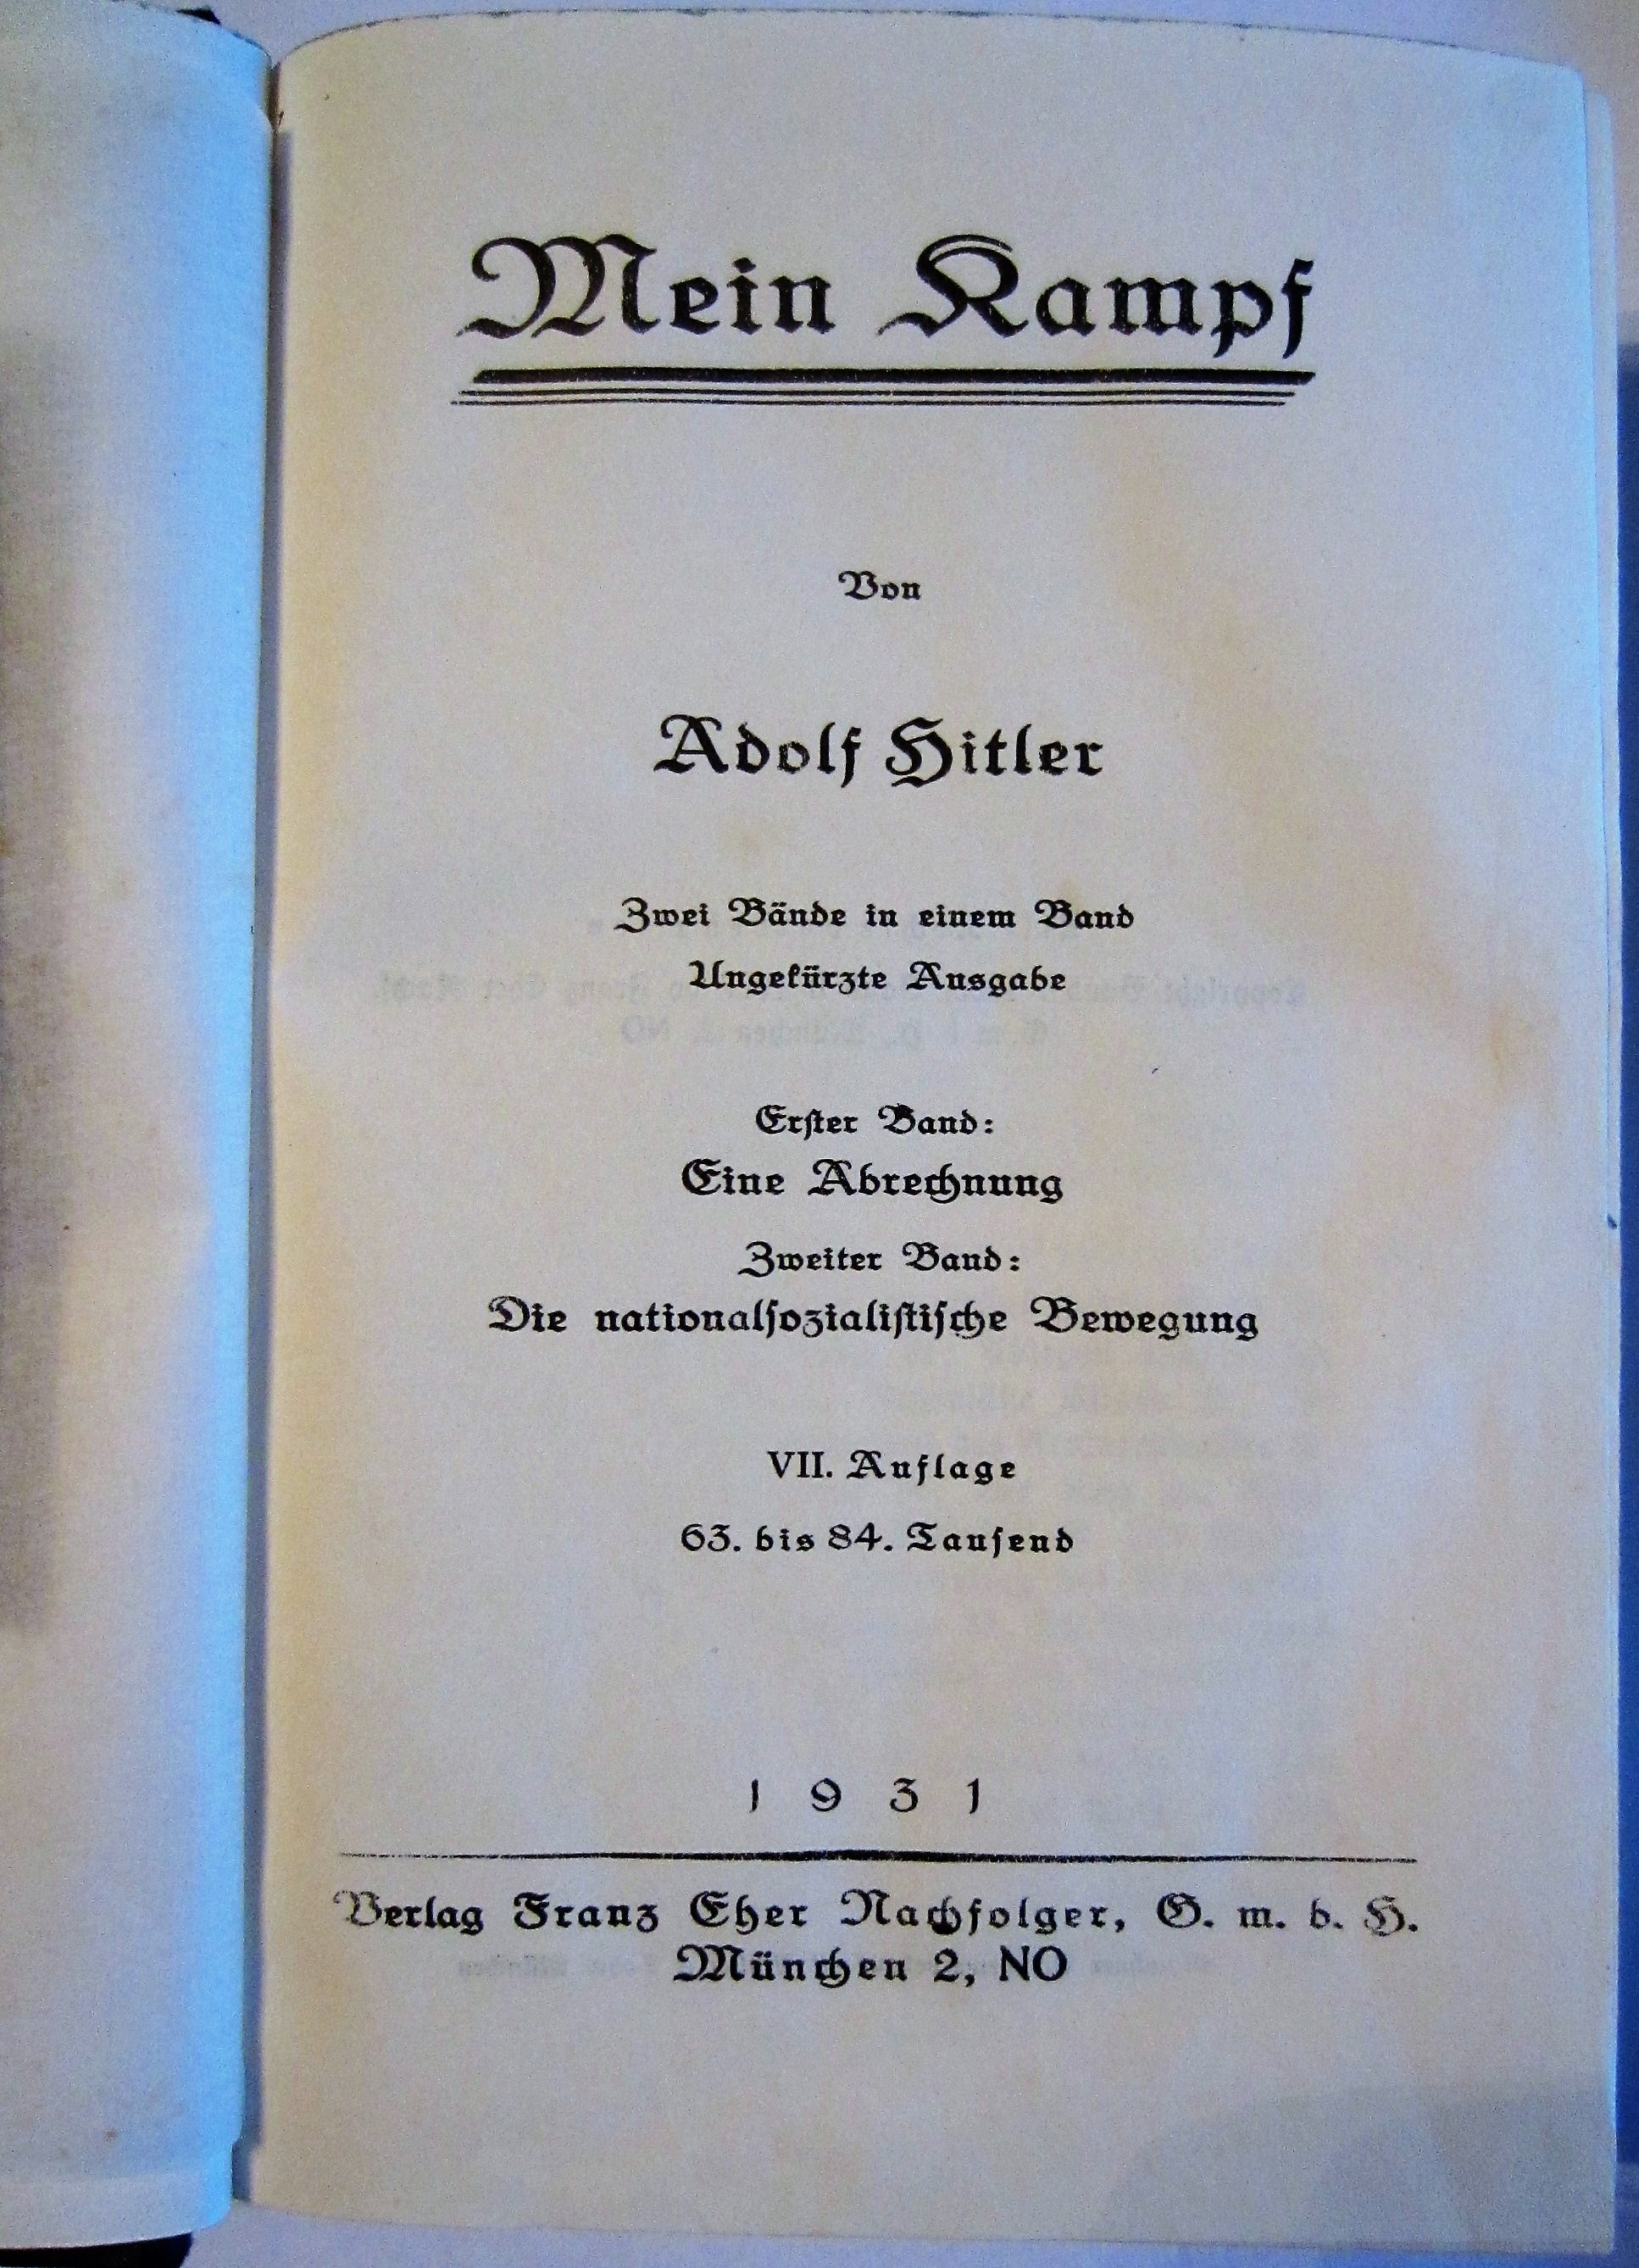 Mein Kampf
Von
Adolf Hitler
Zwei Bände in einem Band
Ungekürzte Ausgabe
Erſter Band:
Eine Abrechnung
Zweiter Band:
Die nationalſozialiſtiſche Bewegung
VII. Auflage
63. bis 84. Tauſend
1931
Verlag Franz Eher Nachfolger, G. m. b. H.
München 2, NO